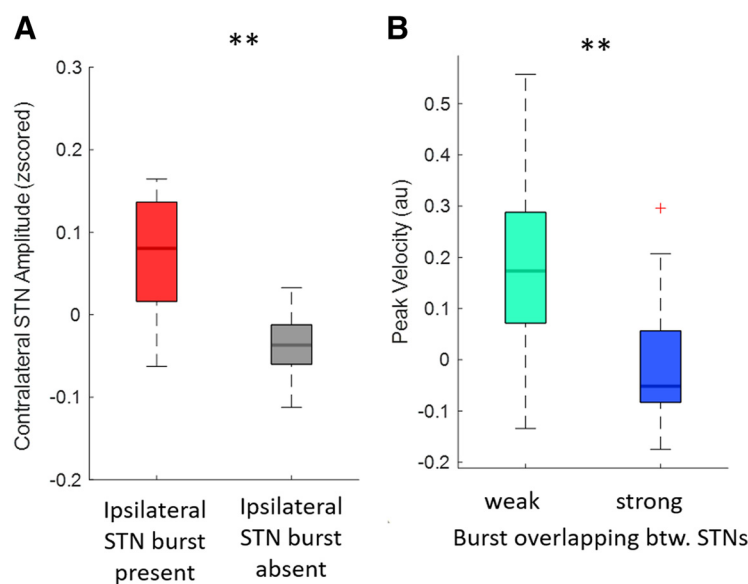 A
**
Contralateral STN Amplitude (zscored)
0.3
0.2
0.1
0
-0.1
-0.2
Ipsilateral
STN burst
present
Ipsilateral
STN burst
absent
B
**
Peak Velocity (au)
0.5
0.4
0.3
0.2
0.1
0
-0.1
-0.2
weak
strong
Burst overlapping btw. STNs